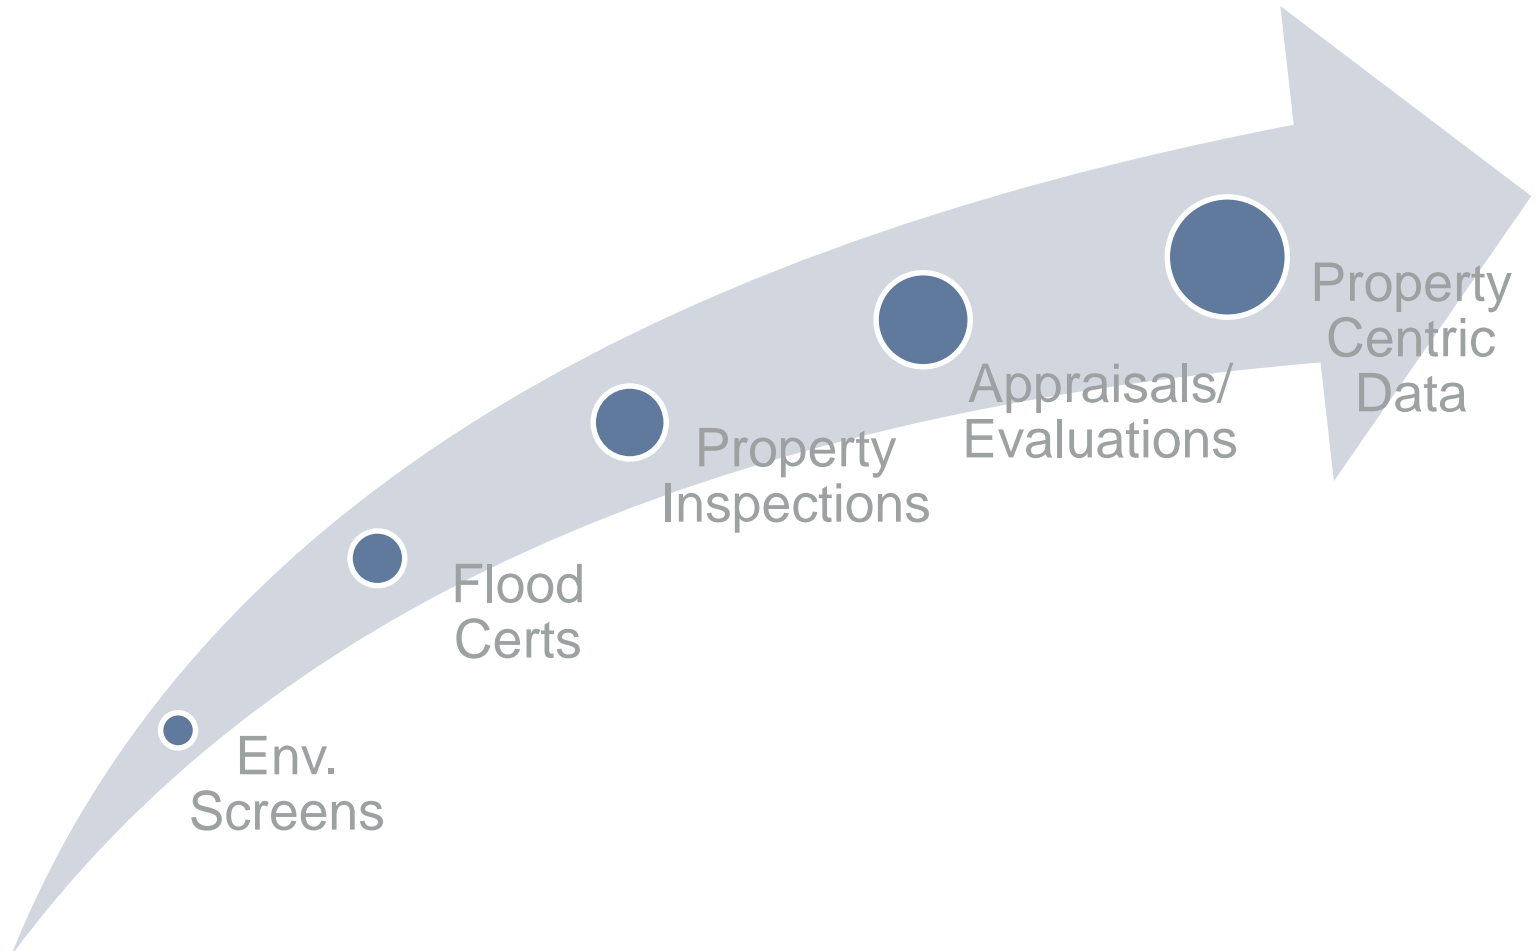 Env.
Screens
Flood
Certs
Property
Inspections
Appraisals/
Evaluations
Property
Centric
Data